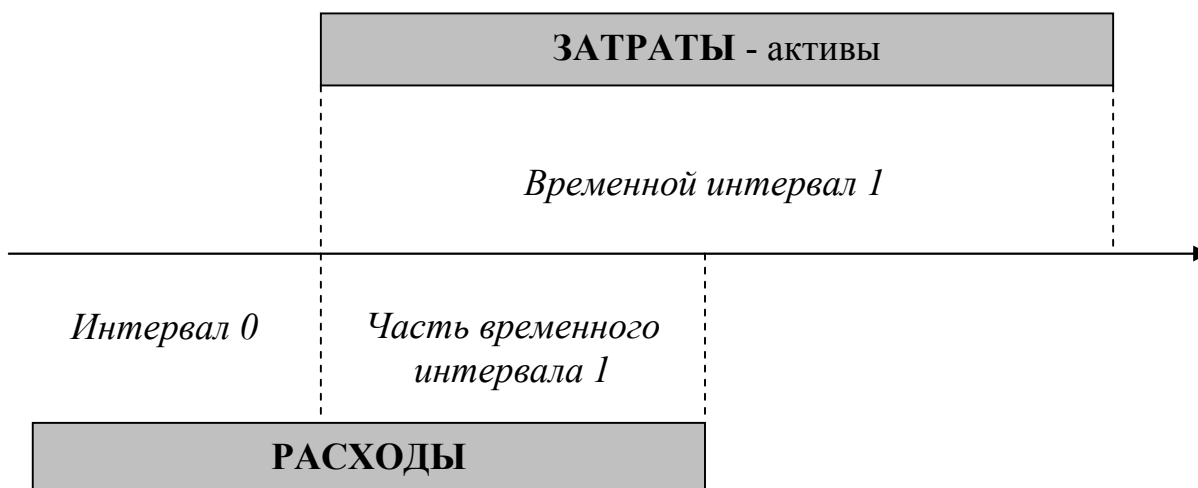 ЗАТРАТЫ - активы
Временной интервал 1
Интервал 0
Часть временного
интервала 1
РАСХОДЫ